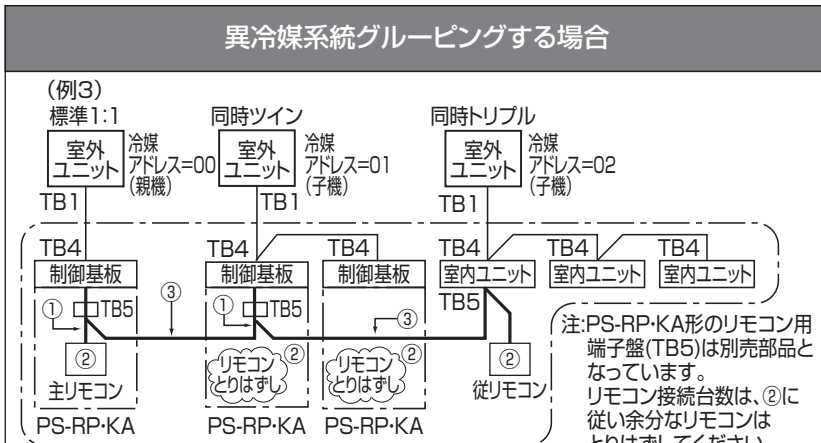 異冷媒系統グルーピングする場合
(例3)
標準1:1
同時ツイン
同時トリプル
室外
ユニット
冷媒
アドレス=00
(親機)
室外
ユニット
冷媒
アドレス=01
(子機)
室外
ユニット
冷媒
アドレス=02
(子機)
TB1
TB1
TB1
TB4
TB4
TB4
TB4
TB4
TB4
制御基板
制御基板
制御基板
室内ユニット
室内ユニット
室内ユニット
①
TB5
③
①
TB5
③
TB5
②
主リモコン
リモコン
とりはずし
②
リモコン
とりはずし
②
②
従リモコン
PS-RP・KA
PS-RP・KA
PS-RP・KA
注:PS-RP・KA形のリモコン用
端子盤(TB5)は別売部品と
なっています。
リモコン接続台数は、②に
従い余分なリモコンは
とりはずしてください